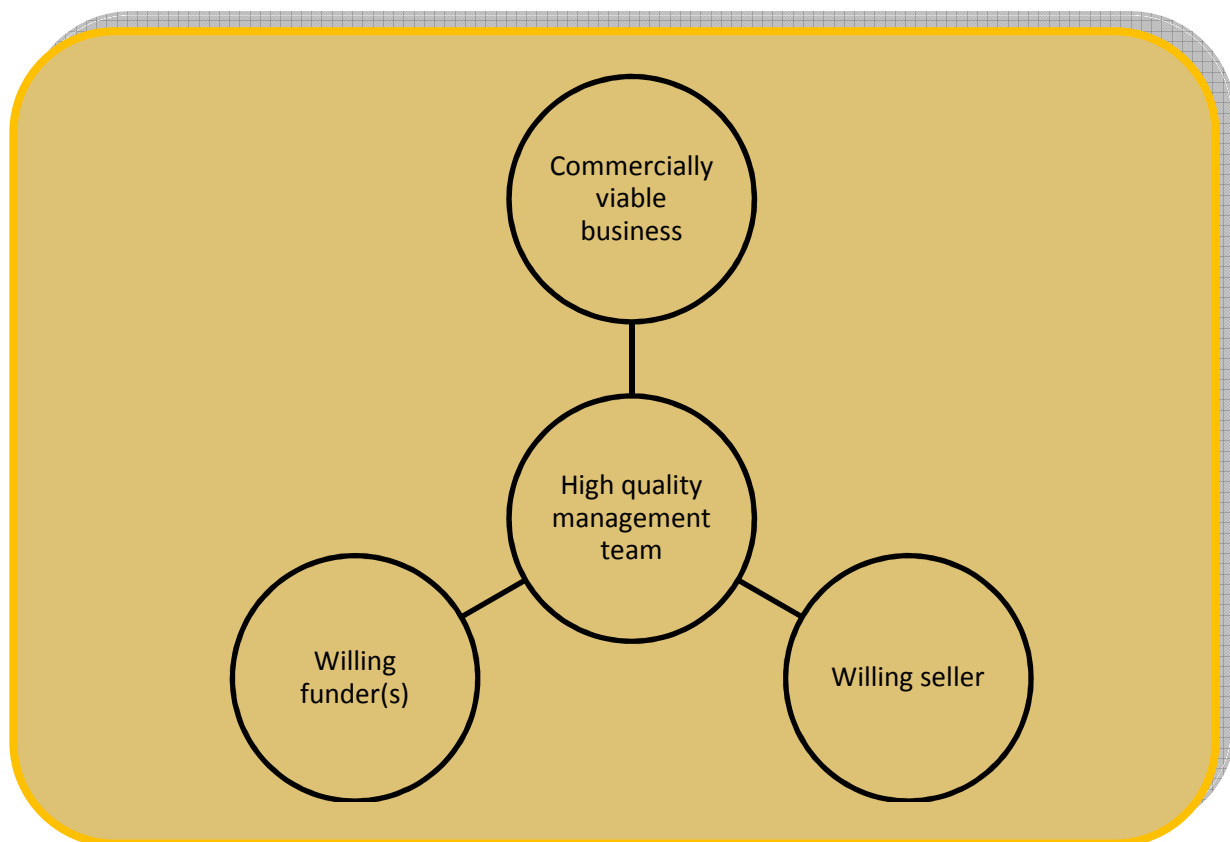 Commercially
viable
business
High quality
management
team
Willing
funder(s)
Willing seller